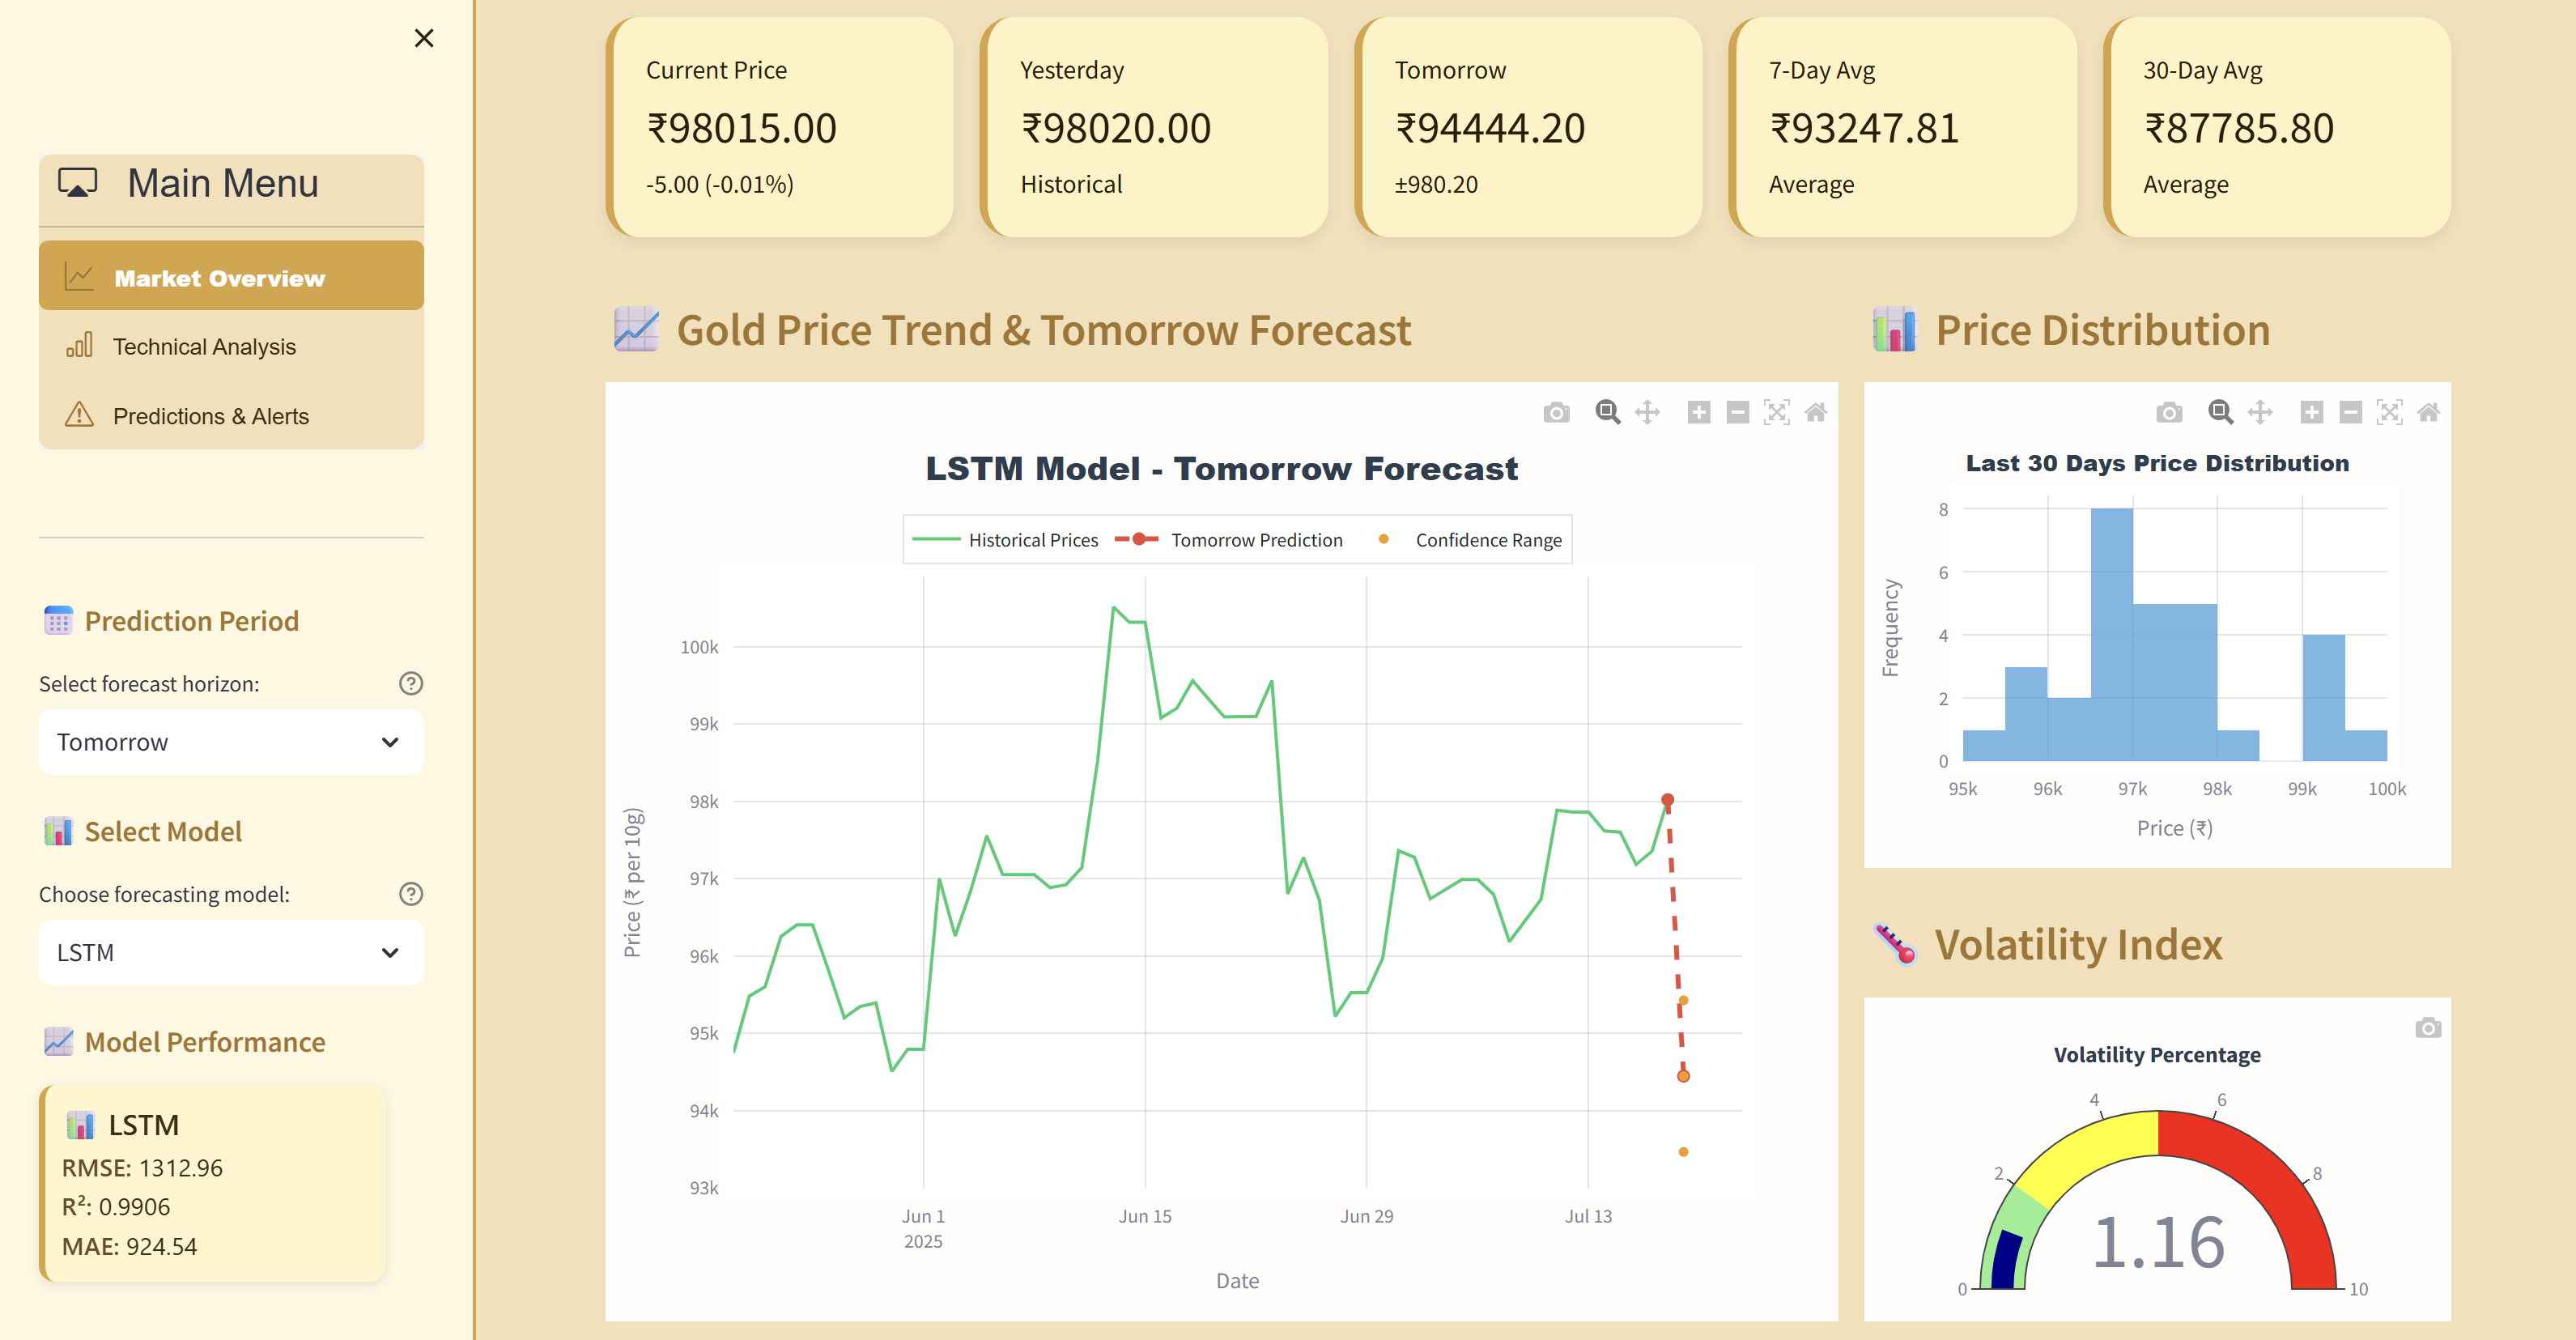 Main Menu
Market Overview
Technical Analysis
Predictions & Alerts
Prediction Period
Select forecast horizon:
Tomorrow
Select Model
Choose forecasting model:
LSTM
Model Performance
LSTM
RMSE: 1312.96
R²: 0.9906
MAE: 924.54
Current Price
₹98015.00
-5.00 (-0.01%)
Yesterday
₹98020.00
Historical
Tomorrow
₹94444.20
±980.20
7-Day Avg
₹93247.81
Average
30-Day Avg
₹87785.80
Average
Gold Price Trend & Tomorrow Forecast
LSTM Model - Tomorrow Forecast
Historical Prices
Tomorrow Prediction
Confidence Range
Price (₹ per 10g)
100k
99k
98k
97k
96k
95k
94k
93k
Jun 1
2025
Jun 15
Jun 29
Jul 13
Date
Price Distribution
Last 30 Days Price Distribution
Frequency
8
6
4
2
0
95k
96k
97k
98k
99k
100k
Price (₹)
Volatility Index
Volatility Percentage
0
2
4
6
8
10
1.16